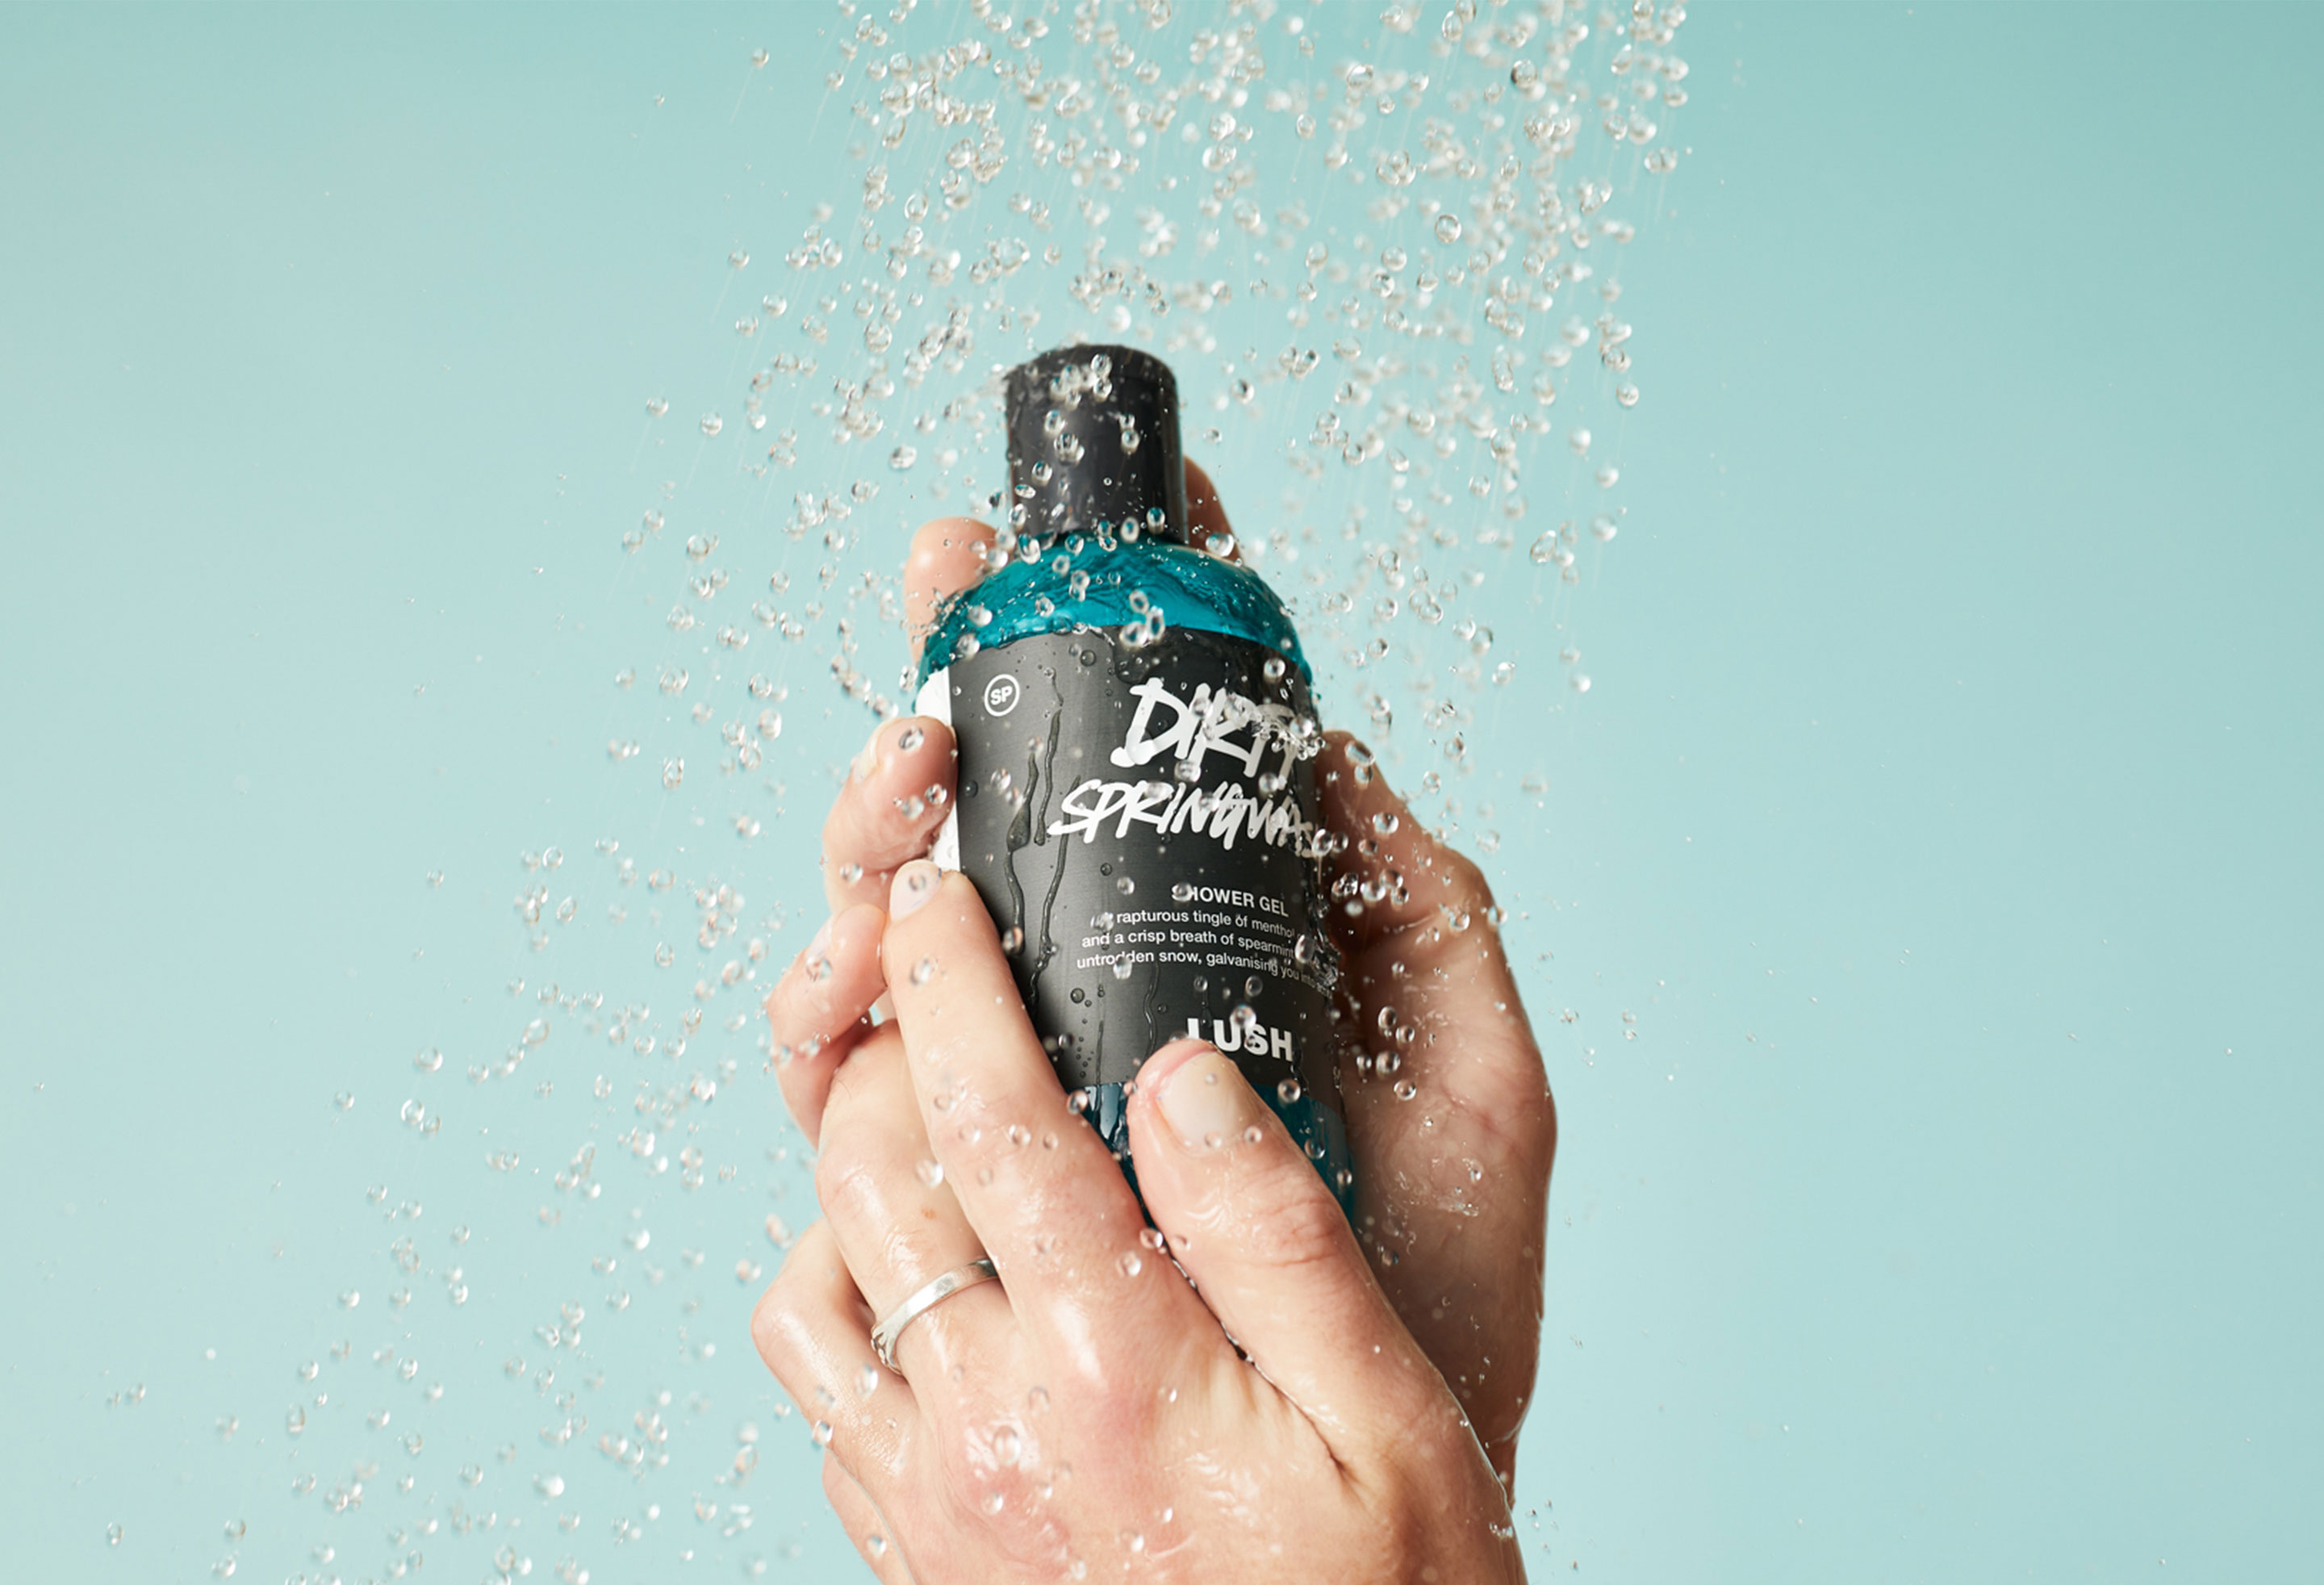 SP
DIRTY
SPRINGWASH
SHOWER GEL
rapturous tingle of menthol
and a crisp breath of spearmint
untrodden snow, galvanising you into
LUSH